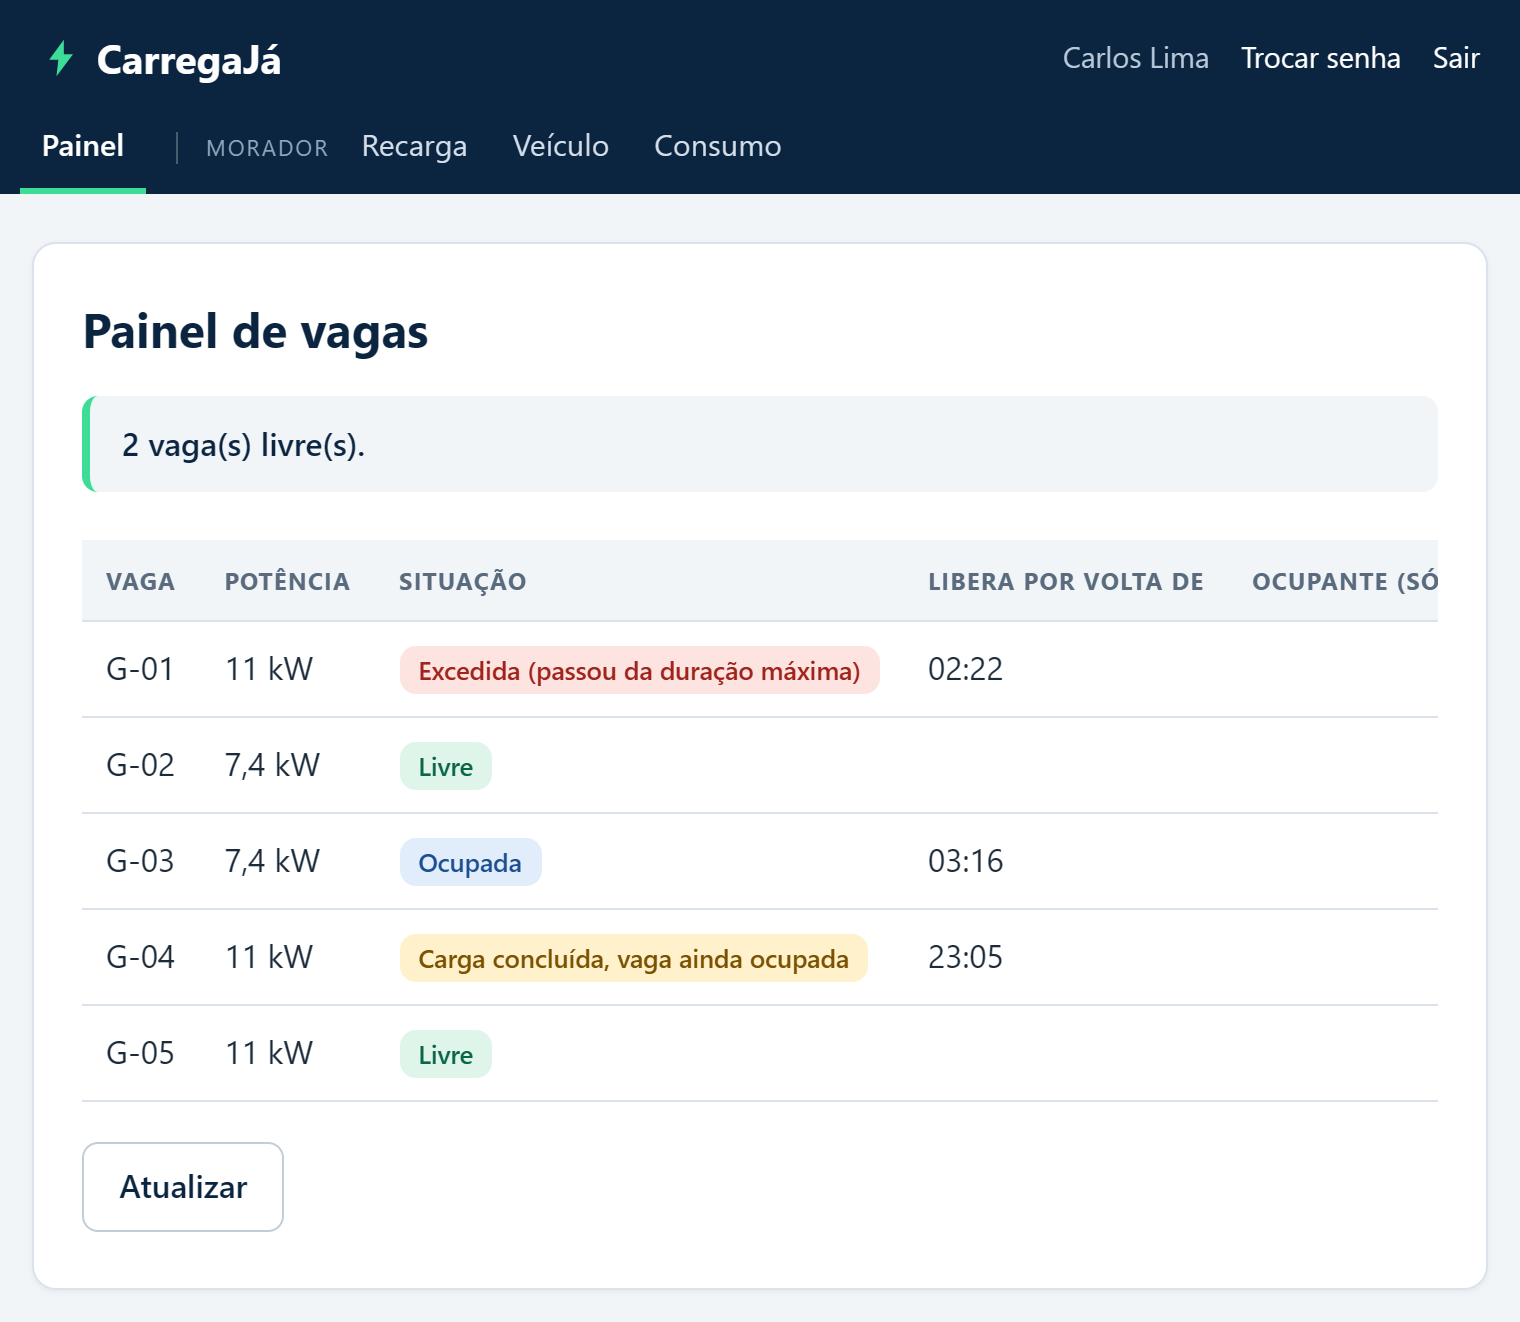 CarregaJá
Carlos Lima Trocar senha Sair
Painel MORADOR Recarga Veículo Consumo
Painel de vagas
2 vaga(s) livre(s).
VAGA POTÊNCIA SITUAÇÃO LIBERA POR VOLTA DE OCUPANTE (SÓ
G-01 11 kW Excedida (passou da duração máxima) 02:22
G-02 7,4 kW Livre
G-03 7,4 kW Ocupada 03:16
G-04 11 kW Carga concluída, vaga ainda ocupada 23:05
G-05 11 kW Livre
Atualizar